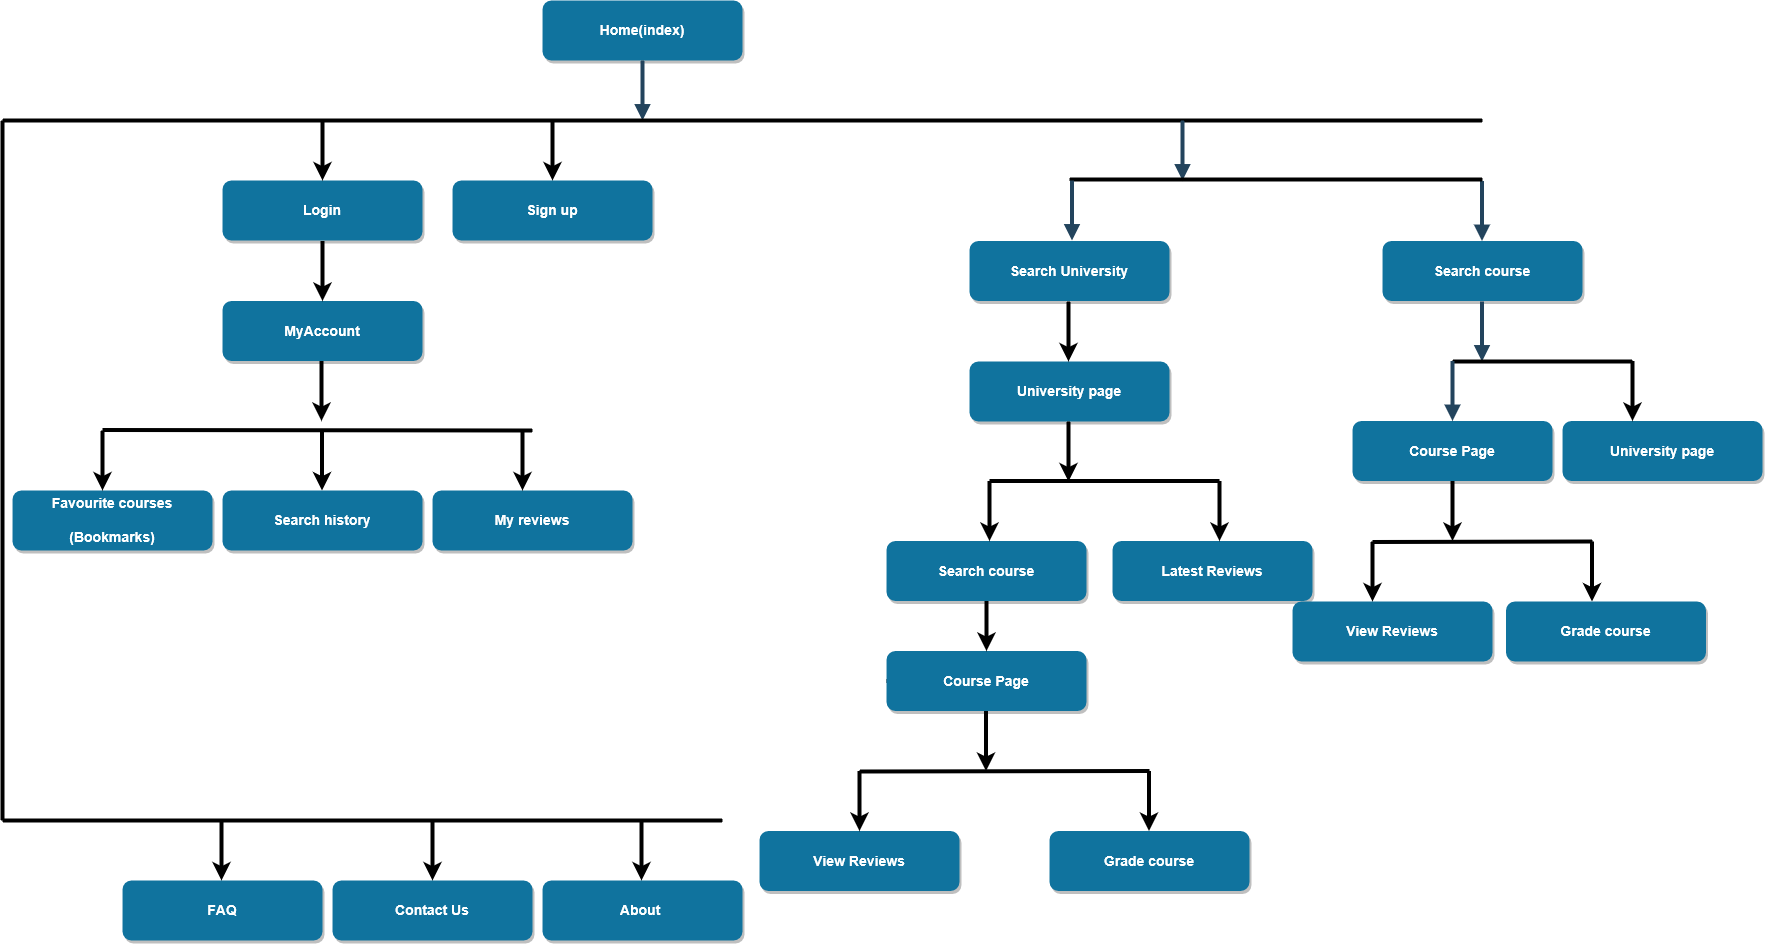 Home(index)
Login
Sign up
Search University
Search course
MyAccount
University page
Course Page
University page
Favourite courses
(Bookmarks)
Search history
My reviews
Search course
Latest Reviews
View Reviews
Grade course
Course Page
View Reviews
Grade course
FAQ
Contact Us
About